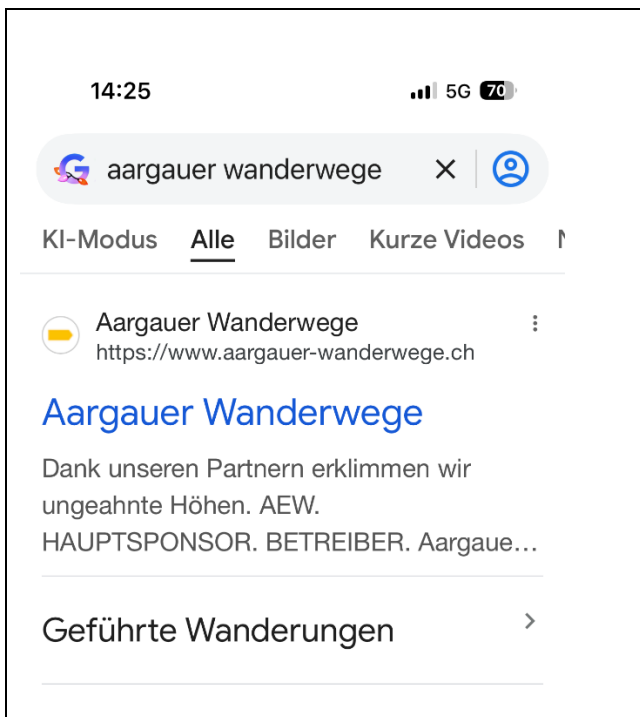 14:25 5G 70
aargauer wanderwege
KI-Modus Alle Bilder Kurze Videos
Aargauer Wanderwege
https://www.aargauer-wanderwege.ch
Aargauer Wanderwege
Dank unseren Partnern erklimmen wir
ungeahnte Höhen. AEW.
HAUPTSPONSOR. BETREIBER. Aargaue...
Geführte Wanderungen